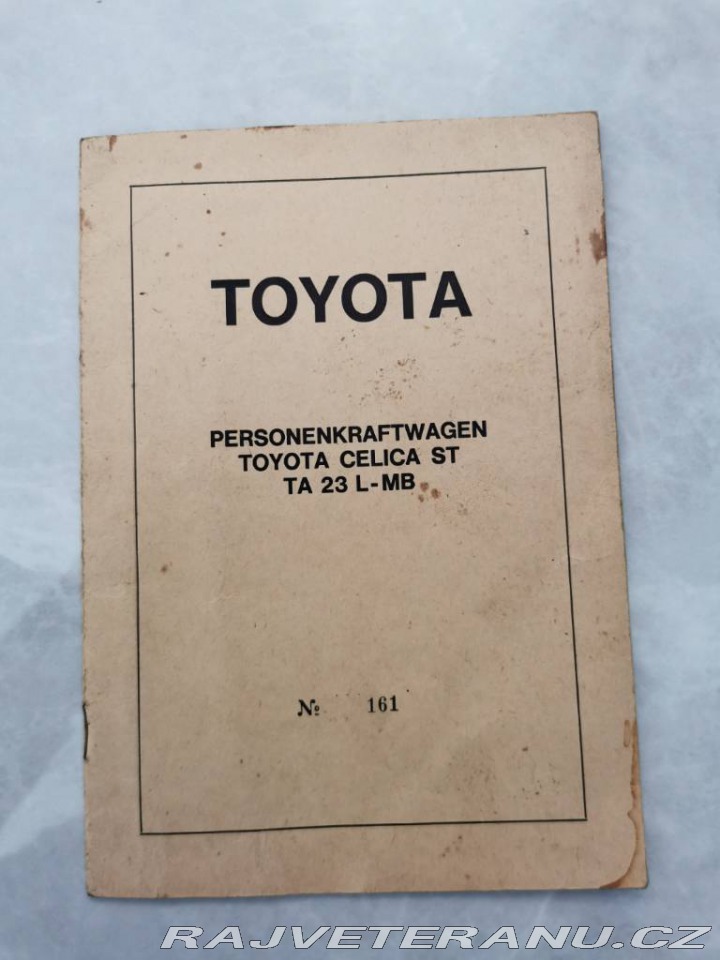 TOYOTA
PERSONENKRAFTWAGEN
TOYOTA CELICA ST
TA 23 L-MB
№ 161
RAJVETERANU.CZ